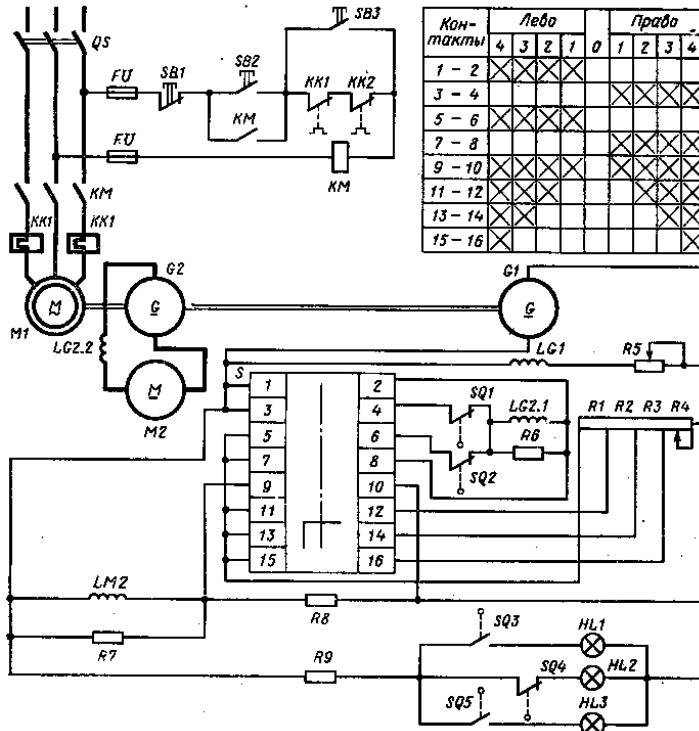 QS
FU
SB1
SB2
KM
SB3
KK1
KK2
FU
KM
KM
KK1
KK1
Кон-
такты
Лево
0
Право
4 3 2 1
1 2 3 4
1 – 2
3 – 4
5 – 6
7 – 8
9 – 10
11 – 12
13 – 14
15 – 16
M1
M
G2
G
G1
G
LG2.2
M
M2
LG1
R5
S
1
3
5
7
9
11
13
15
2
4
6
8
10
12
14
16
SQ1
LG2.1
R6
SQ2
R1
R2
R3
R4
LM2
R7
R8
R9
SQ3
HL1
SQ4
HL2
SQ5
HL3